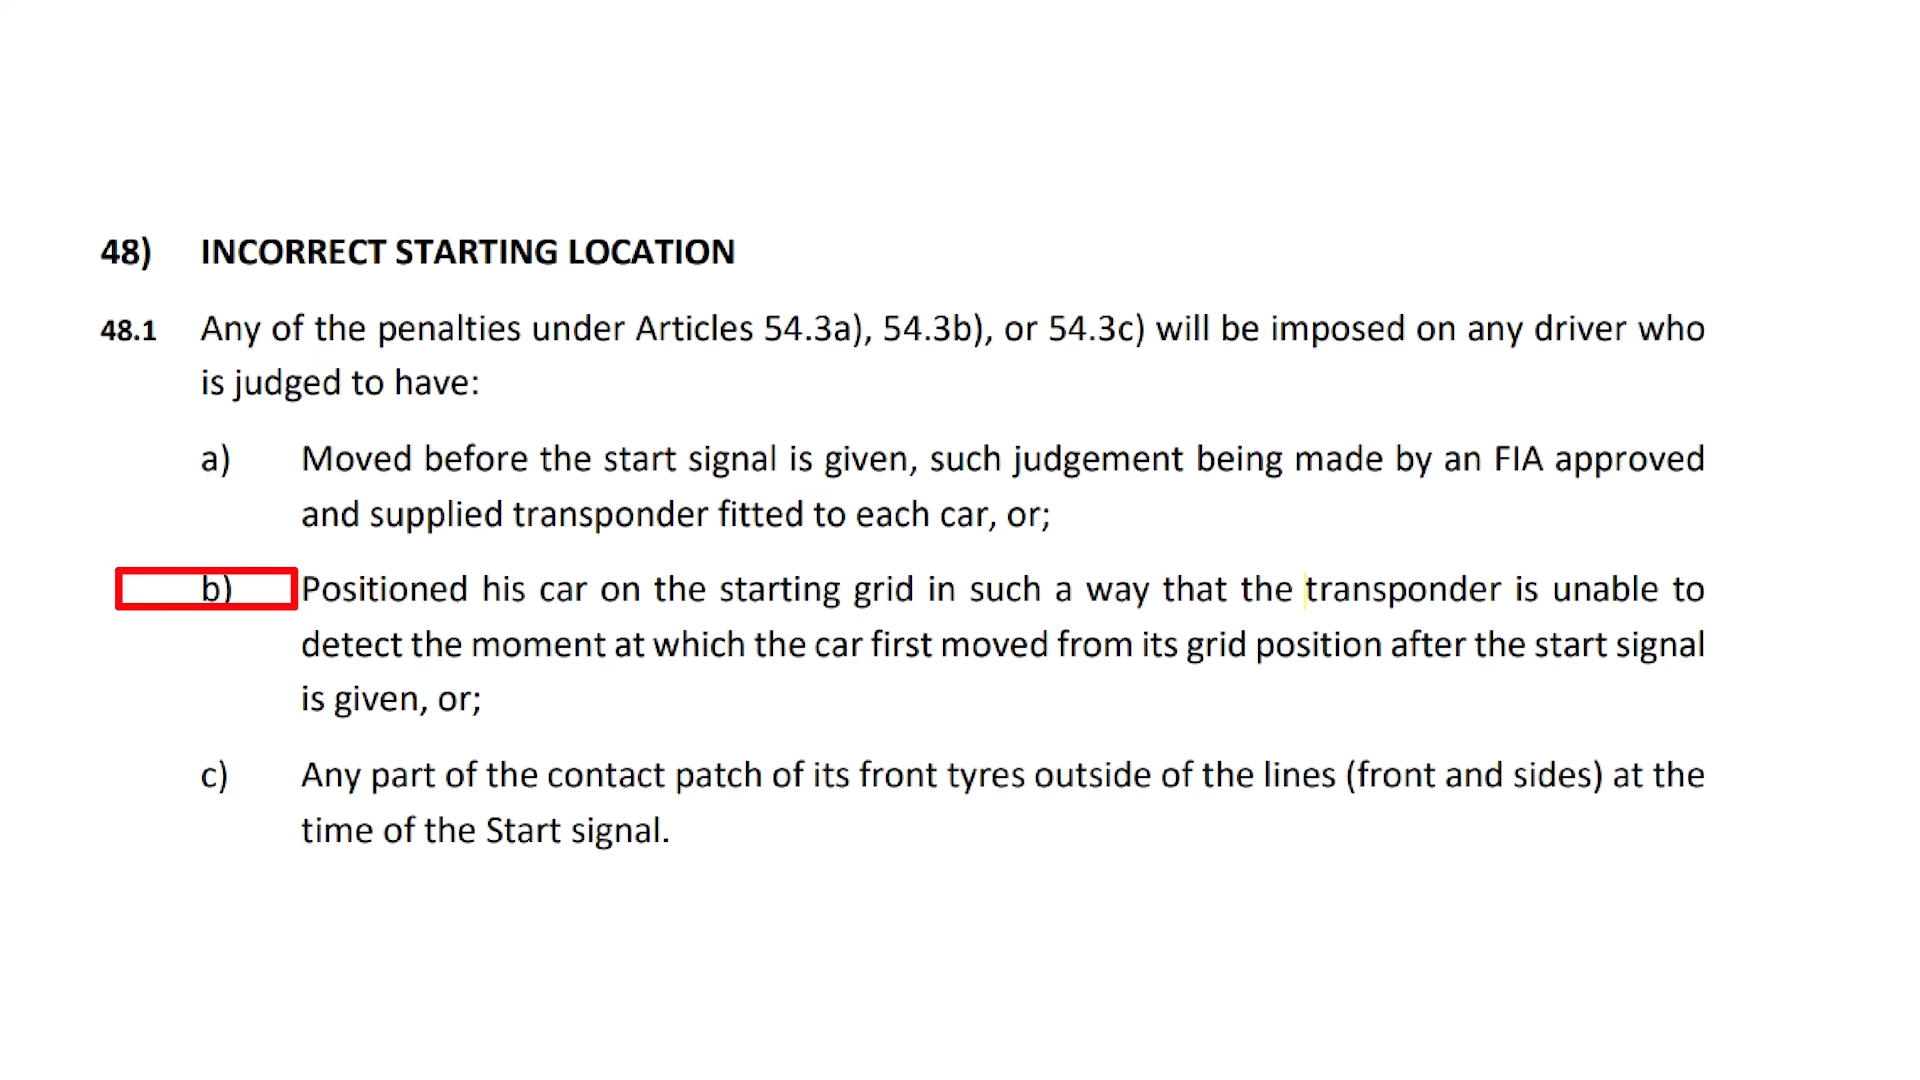 48) INCORRECT STARTING LOCATION
48.1 Any of the penalties under Articles 54.3a), 54.3b), or 54.3c) will be imposed on any driver who
is judged to have:
a) Moved before the start signal is given, such judgement being made by an FIA approved
and supplied transponder fitted to each car, or;
b) Positioned his car on the starting grid in such a way that the transponder is unable to
detect the moment at which the car first moved from its grid position after the start signal
is given, or;
c) Any part of the contact patch of its front tyres outside of the lines (front and sides) at the
time of the Start signal.